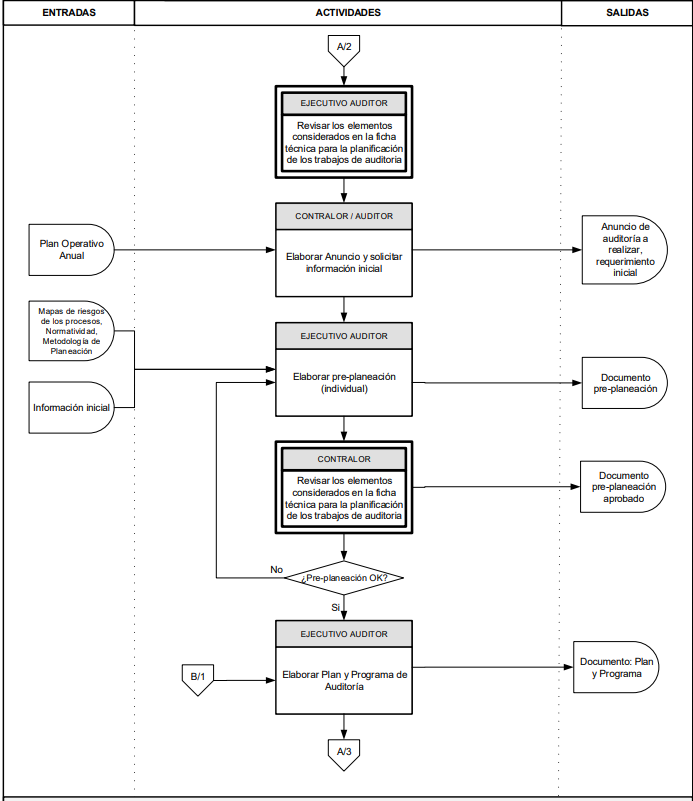 ENTRADAS
ACTIVIDADES
SALIDAS
A/2
EJECUTIVO AUDITOR
Revisar los elementos
considerados en la ficha
técnica para la planificación
de los trabajos de auditoría
CONTRALOR / AUDITOR
Elaborar Anuncio y solicitar
información inicial
Plan Operativo
Anual
Anuncio de
auditoría a
realizar,
requerimiento
inicial
Mapas de riesgos
de los procesos,
Normatividad,
Metodología de
Planeación
EJECUTIVO AUDITOR
Elaborar pre-planeación
(individual)
Documento
pre-planeación
Información inicial
CONTRALOR
Revisar los elementos
considerados en la ficha
técnica para la planificación
de los trabajos de auditoría
Documento
pre-planeación
aprobado
No
¿Pre-planeación OK?
Si
EJECUTIVO AUDITOR
Elaborar Plan y Programa de
Auditoría
B/1
Documento: Plan
y Programa
A/3